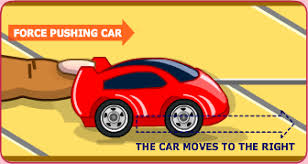 FORCE PUSHING CAR
THE CAR MOVES TO THE RIGHT